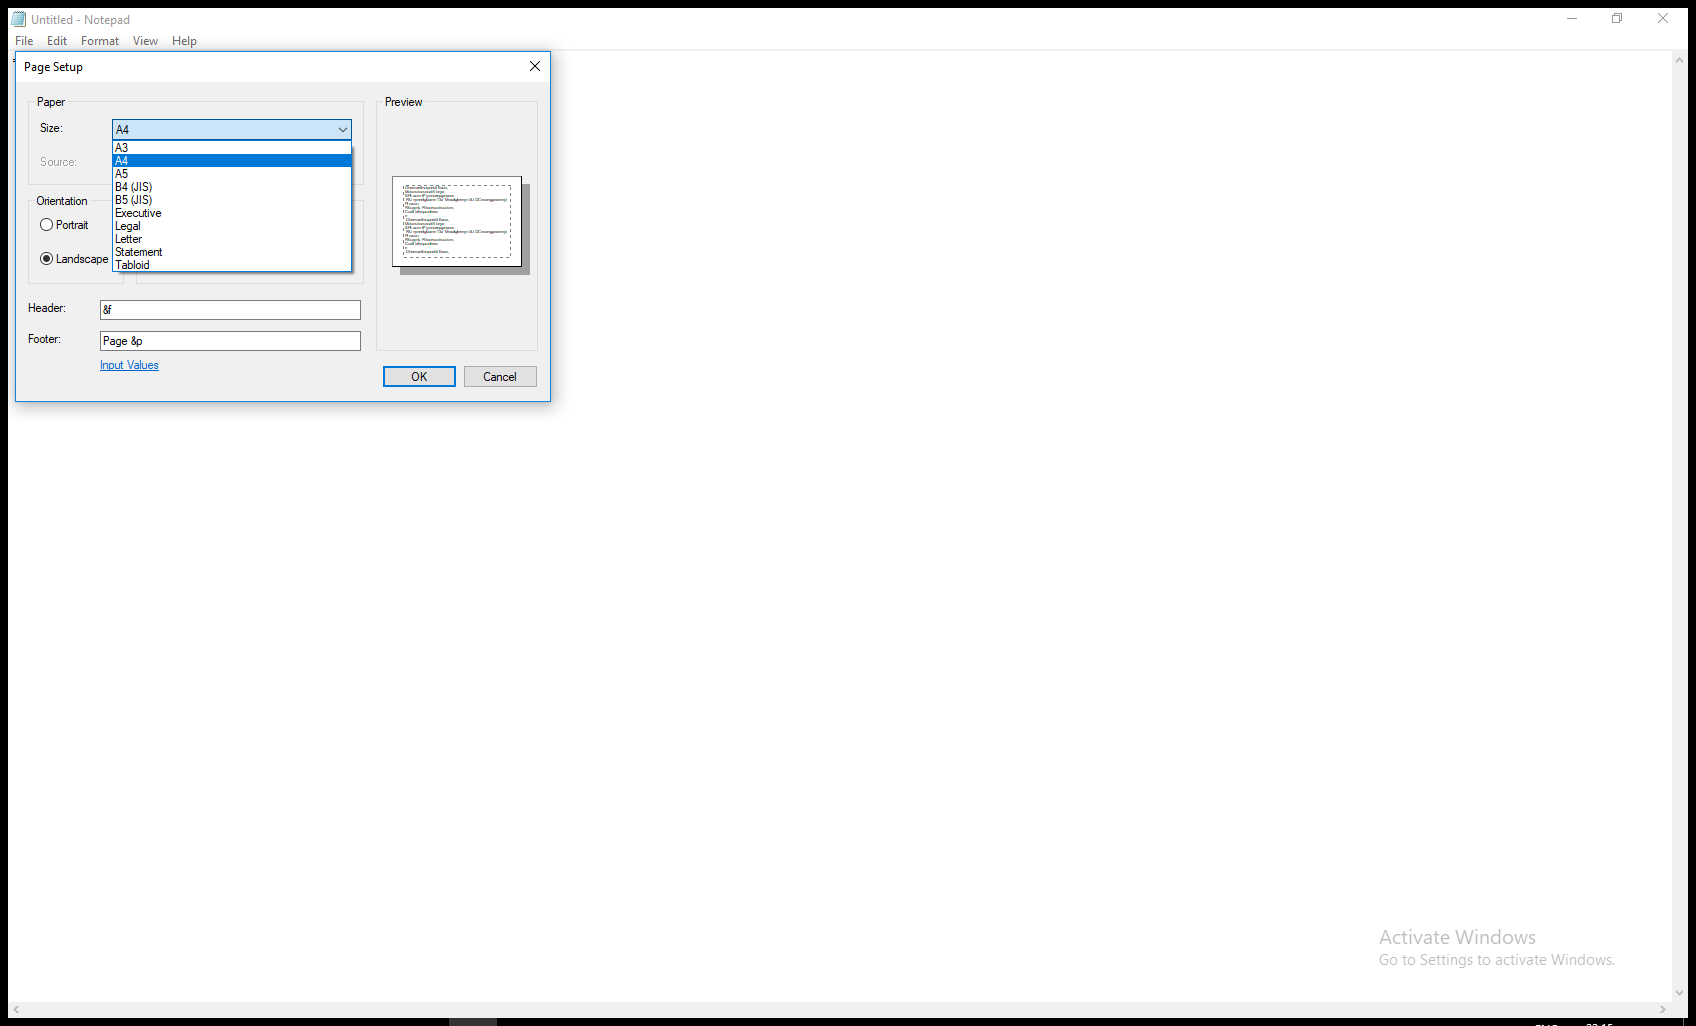 Untitled - Notepad
File Edit Format View Help
Page Setup
Paper
Size:
A4
A3
A4
A5
B4 (JIS)
B5 (JIS)
Executive
Legal
Letter
Statement
Tabloid
Source:
Orientation
Portrait
Landscape
Header:
&f
Footer:
Page &p
Input Values
Preview
OK
Cancel
Activate Windows
Go to Settings to activate Windows.